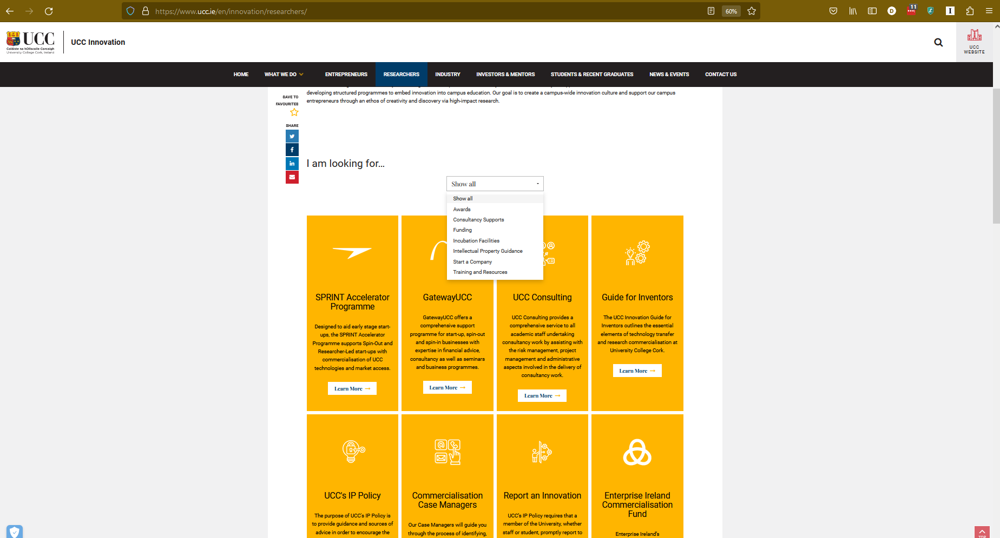 https://www.ucc.ie/en/innovation/researchers/
60%
D
11
I
UCC
Coláiste na hOllscoile Corcaigh
University College Cork, Ireland
UCC Innovation
UCC
WEBSITE
HOME
WHAT WE DO
ENTREPRENEURS
RESEARCHERS
INDUSTRY
INVESTORS & MENTORS
STUDENTS & RECENT GRADUATES
NEWS & EVENTS
CONTACT US
developing structured programmes to embed innovation into campus education. Our goal is to create a campus-wide innovation culture and support our campus
entrepreneurs through an ethos of creativity and discovery via high-impact research.
SAVE TO
FAVOURITES
SHARE
I am looking for...
Show all
Show all
Awards
Consultancy Supports
Funding
Incubation Facilities
Intellectual Property Guidance
Start a Company
Training and Resources
SPRINT Accelerator
Programme
Designed to aid early stage start-
ups, the SPRINT Accelerator
Programme supports Spin-Out and
Researcher-Led start-ups with
commercialisation of UCC
technologies and market access.
Learn More
GatewayUCC
GatewayUCC offers a
comprehensive support
programme for start-up, spin-out
and spin-in businesses with
expertise in financial advice,
consultancy as well as seminars
and business programmes.
Learn More
UCC Consulting
UCC Consulting provides a
comprehensive service to all
academic staff undertaking
consultancy work by assisting with
the risk management, project
management and administrative
aspects involved in the delivery of
consultancy work.
Learn More
Guide for Inventors
The UCC Innovation Guide for
Inventors outlines the essential
elements of technology transfer
and research commercialisation at
University College Cork.
Learn More
UCC's IP Policy
The purpose of UCC's IP Policy is
to provide guidance and sources of
advice in order to encourage the
Commercialisation
Case Managers
Our Case Managers will guide you
through the process of identifying,
Report an Innovation
UCC's IP Policy requires that a
member of the University, whether
staff or student, promptly report to
Enterprise Ireland
Commercialisation
Fund
Enterprise Ireland's
TOP